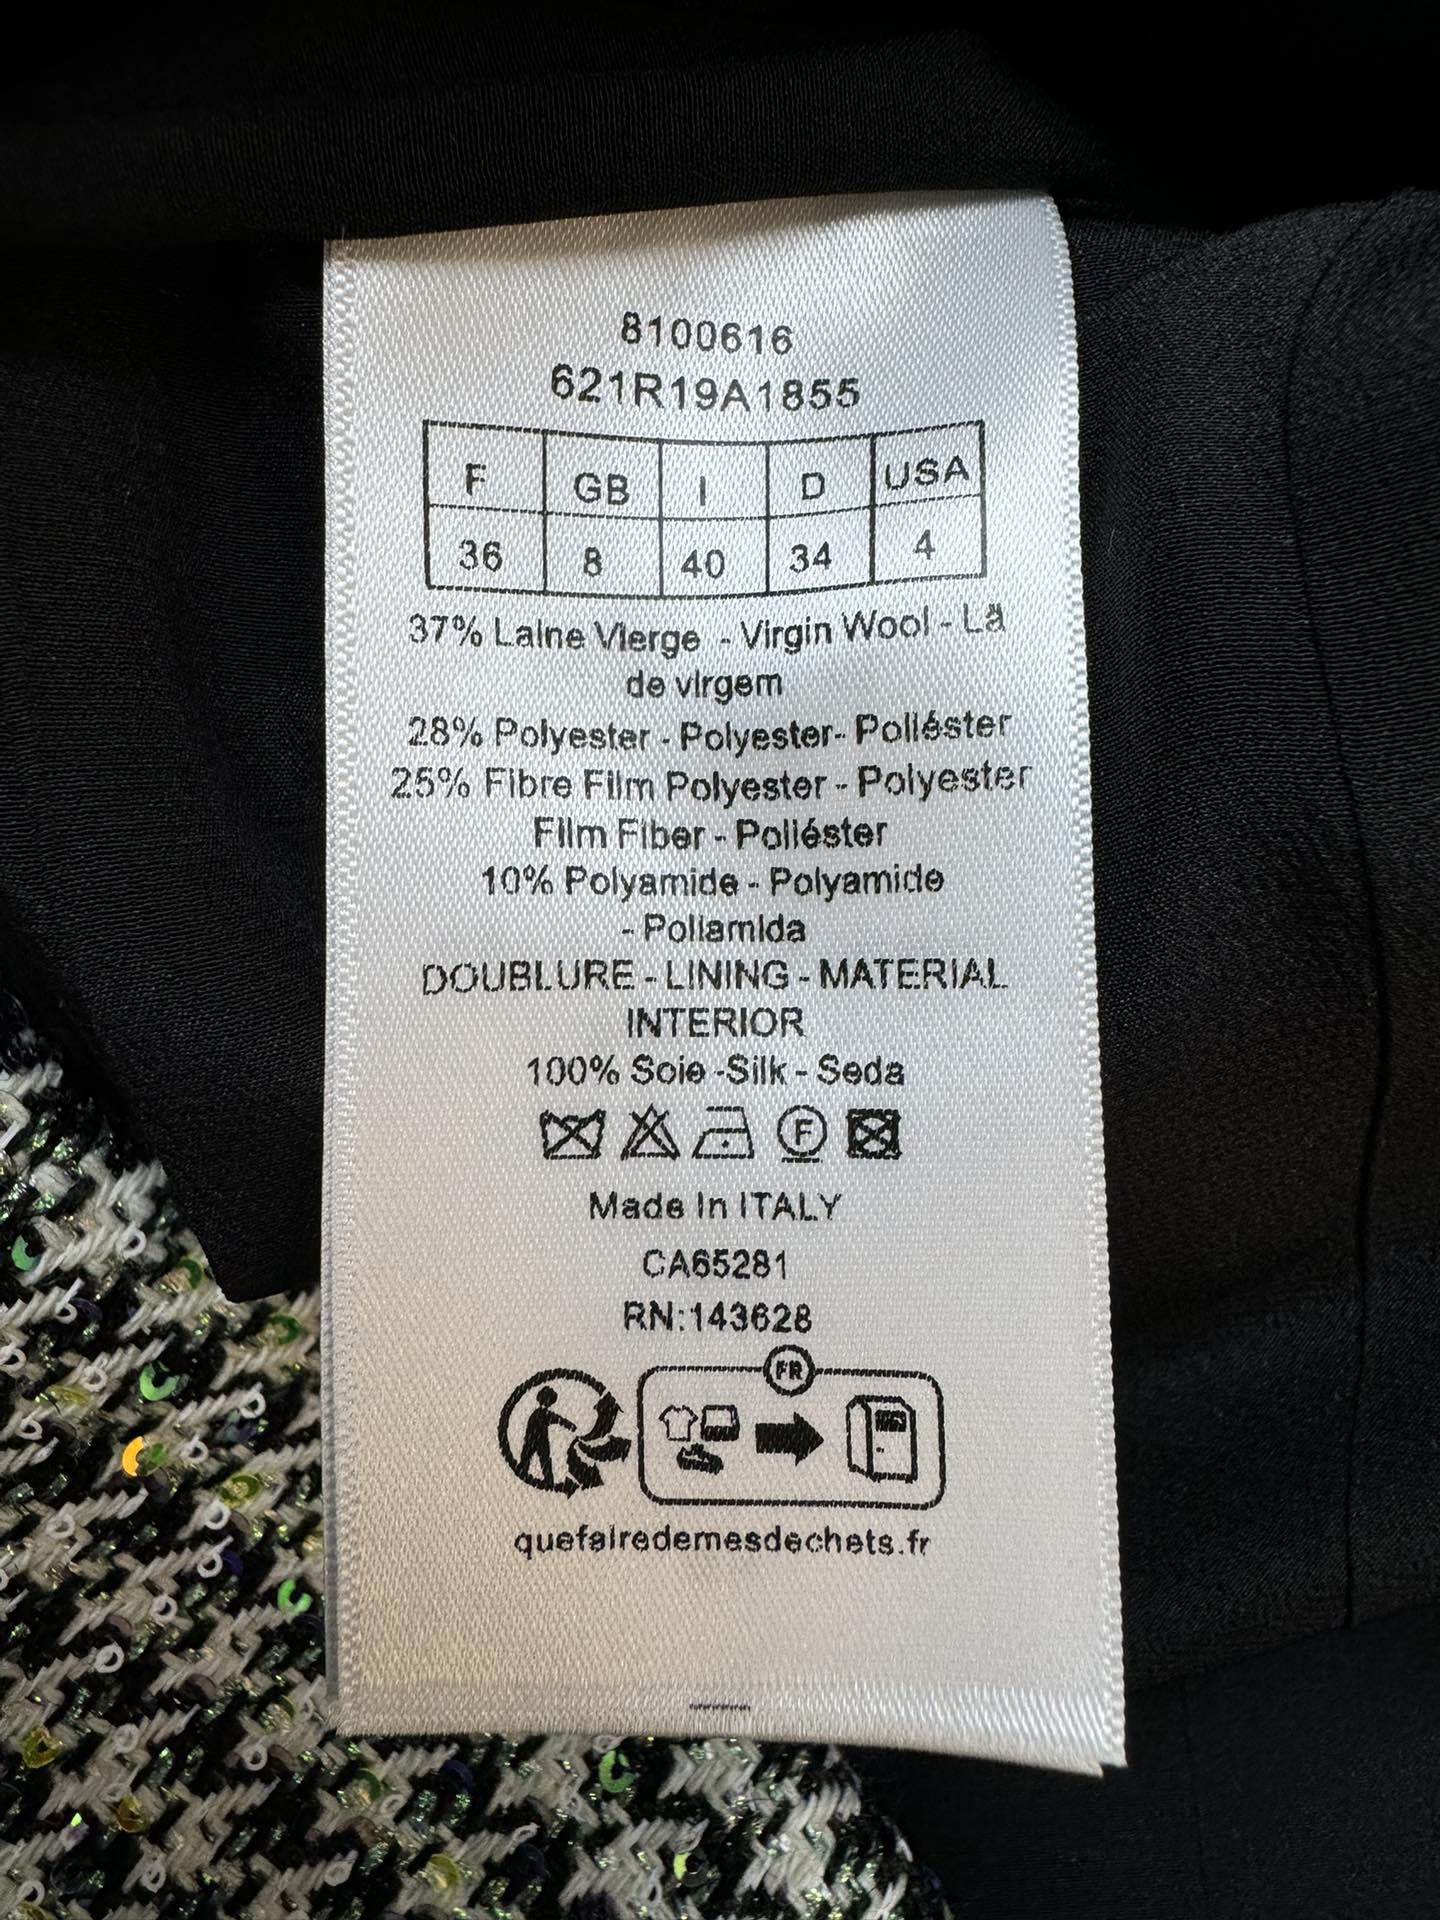 8100616
621R19A1855
F GB I D USA
36 8 40 34 4
37% Laine Vierge - Virgin Wool - Lã
de virgem
28% Polyester - Polyester- Poliéster
25% Fibre Film Polyester - Polyester
Film Fiber - Poliéster
10% Polyamide - Polyamide
- Poliamida
DOUBLURE - LINING - MATERIAL
INTERIOR
100% Soie -Silk - Seda
F
Made In ITALY
CA65281
RN:143628
FR
quefairedemesdechets.fr